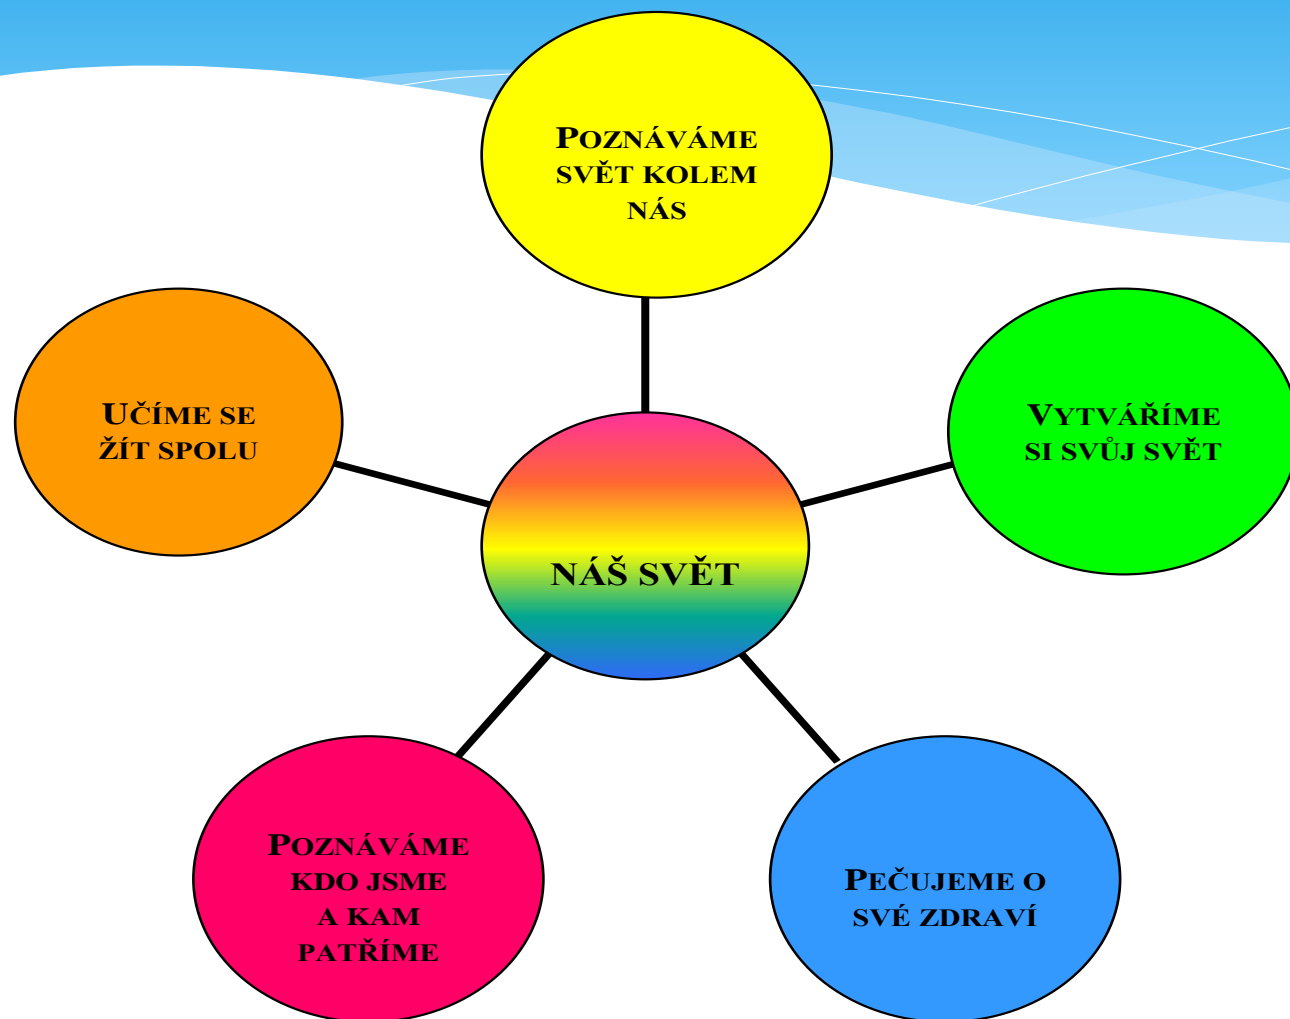 Poznáváme
svět kolem
nás
Učíme se
žít spolu
Vytváříme
si svůj svět
NÁŠ SVĚT
Poznáváme
kdo jsme
a kam
patříme
Pečujeme o
své zdraví